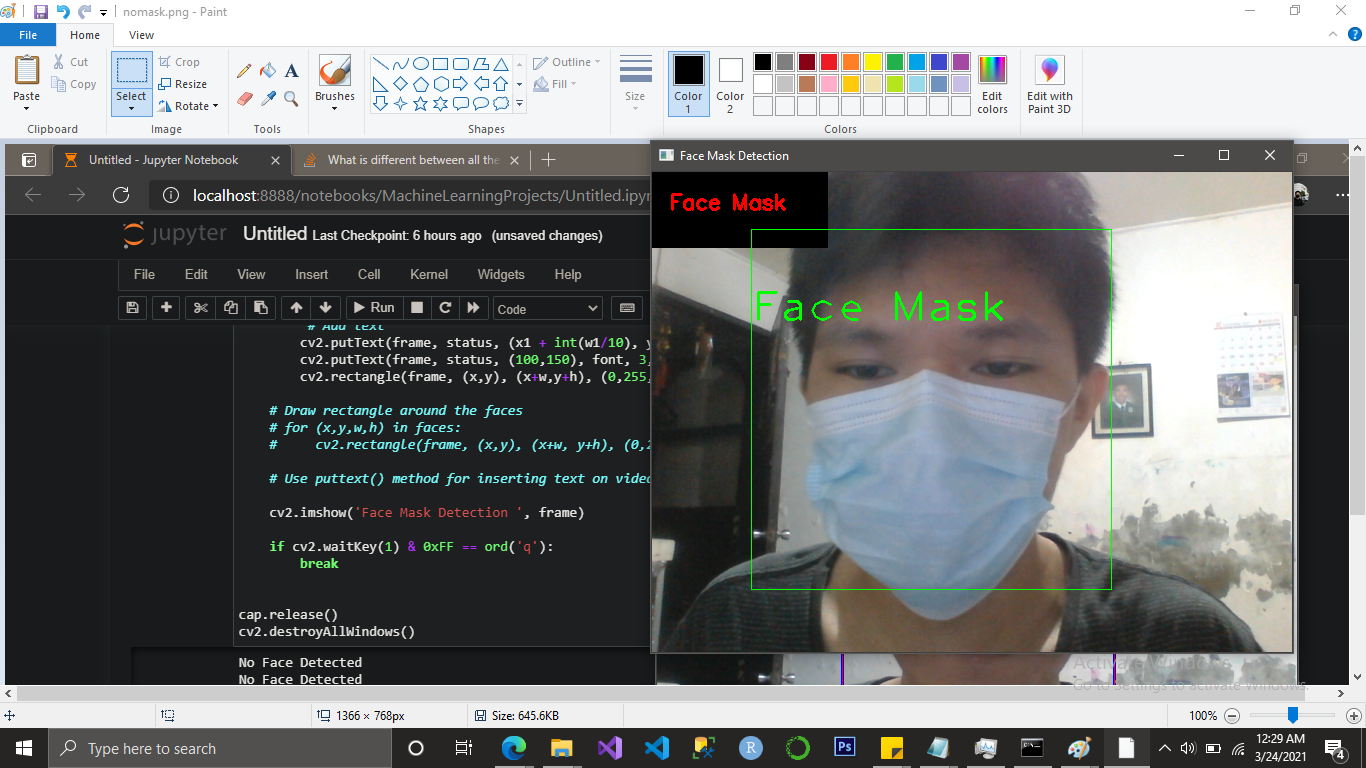 nomask.png - Paint
File
Home
View
Paste
Cut
Copy
Clipboard
Select
Crop
Resize
Rotate
Image
A
Tools
Brushes
Shapes
Outline
Fill
Size
Color
1
Color
2
Edit
colors
Colors
Edit with
Paint 3D
Untitled - Jupyter Notebook
What is different between all the
localhost:8888/notebooks/MachineLearningProjects/Untitled.ipyn
jupyter Untitled Last Checkpoint: 6 hours ago (unsaved changes)
File Edit View Insert Cell Kernel Widgets Help
Run
Code
# Add text
cv2.putText(frame, status, (x1 + int(w1/10), y
cv2.putText(frame, status, (100,150), font, 3,
cv2.rectangle(frame, (x,y), (x+w,y+h), (0,255,
# Draw rectangle around the faces
# for (x,y,w,h) in faces:
# cv2.rectangle(frame, (x,y), (x+w, y+h), (0,2
# Use puttext() method for inserting text on video
cv2.imshow('Face Mask Detection ', frame)
if cv2.waitKey(1) & 0xFF == ord('q'):
break
cap.release()
cv2.destroyAllWindows()
No Face Detected
No Face Detected
Face Mask Detection
Face Mask
Face Mask
Activate Windows
Go to Settings to activate Windows.
1366 × 768px
Size: 645.6KB
100%
Type here to search
R
Ps
12:29 AM
3/24/2021
4